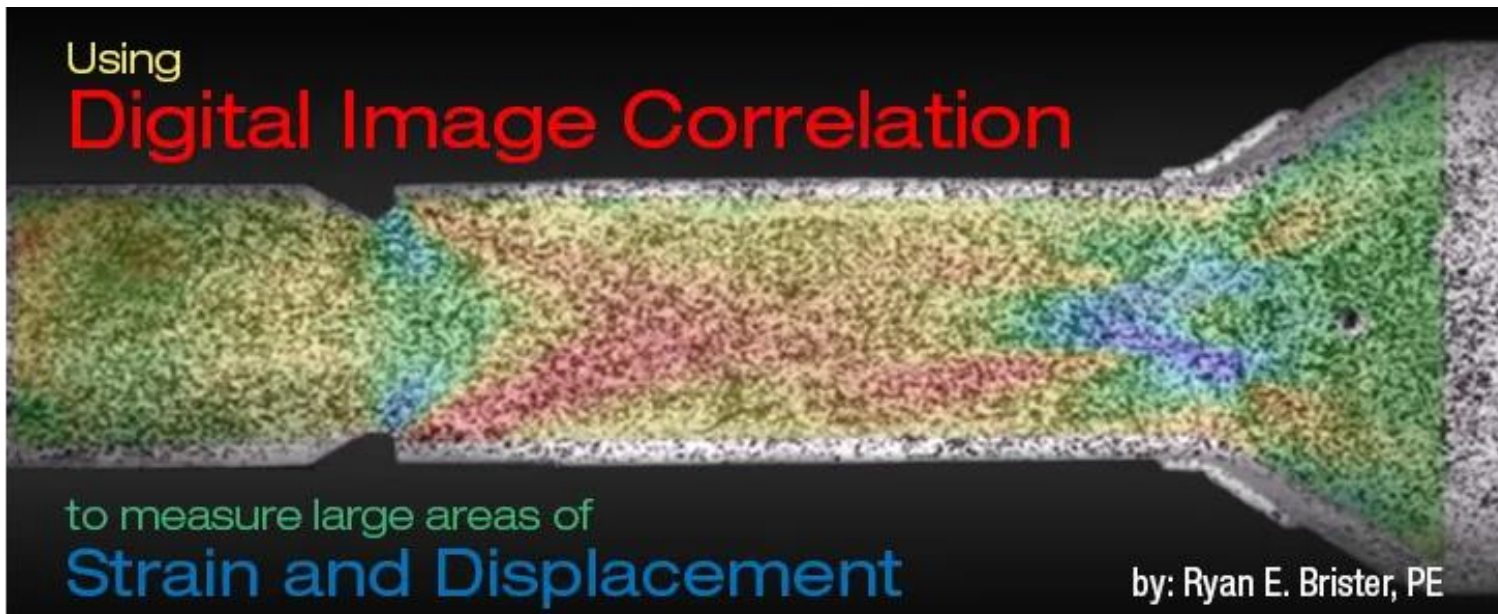 Using
Digital Image Correlation
to measure large areas of
Strain and Displacement
by: Ryan E. Brister, PE